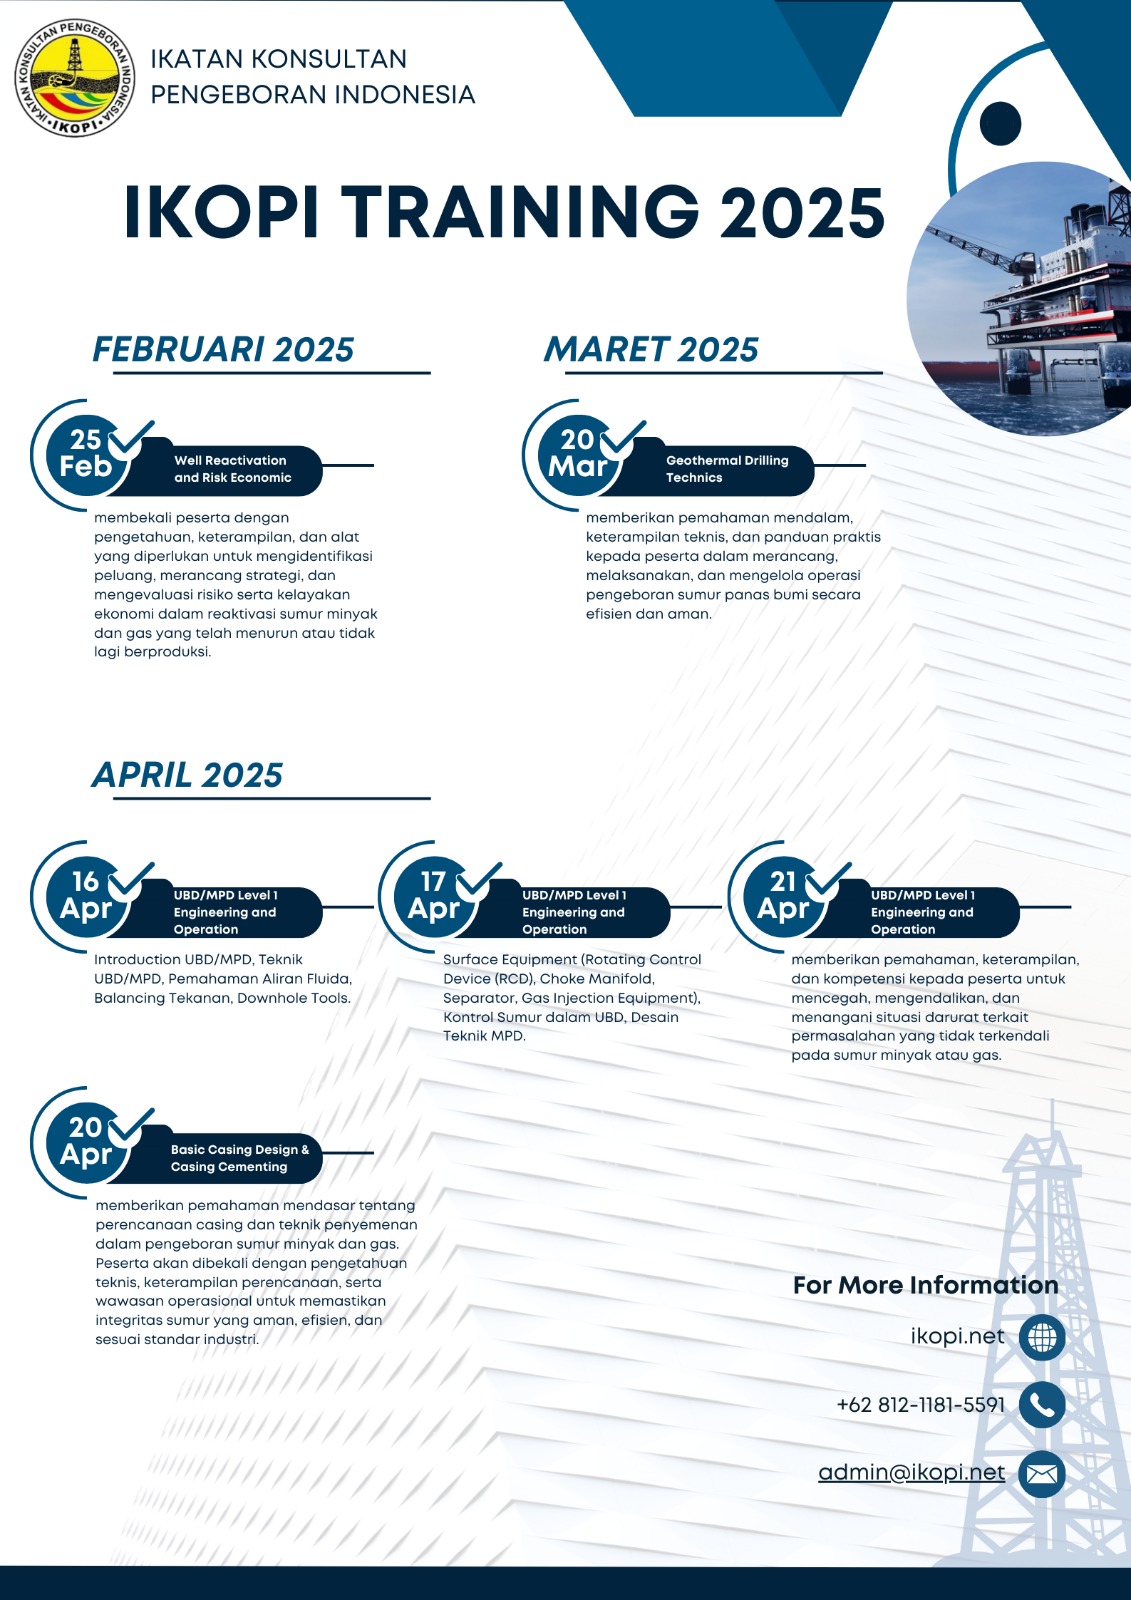 IKATAN KONSULTAN PENGEBORAN INDONESIA
• IKOPI •
IKATAN KONSULTAN
PENGEBORAN INDONESIA
IKOPI TRAINING 2025
FEBRUARI 2025
25
Feb
Well Reactivation
and Risk Economic
membekali peserta dengan
pengetahuan, keterampilan, dan alat
yang diperlukan untuk mengidentifikasi
peluang, merancang strategi, dan
mengevaluasi risiko serta kelayakan
ekonomi dalam reaktivasi sumur minyak
dan gas yang telah menurun atau tidak
lagi berproduksi.
MARET 2025
20
Mar
Geothermal Drilling
Technics
memberikan pemahaman mendalam,
keterampilan teknis, dan panduan praktis
kepada peserta dalam merancang,
melaksanakan, dan mengelola operasi
pengeboran sumur panas bumi secara
efisien dan aman.
APRIL 2025
16
Apr
UBD/MPD Level 1
Engineering and
Operation
Introduction UBD/MPD, Teknik
UBD/MPD, Pemahaman Aliran Fluida,
Balancing Tekanan, Downhole Tools.
17
Apr
UBD/MPD Level 1
Engineering and
Operation
Surface Equipment (Rotating Control
Device (RCD), Choke Manifold,
Separator, Gas Injection Equipment),
Kontrol Sumur dalam UBD, Desain
Teknik MPD.
21
Apr
UBD/MPD Level 1
Engineering and
Operation
memberikan pemahaman, keterampilan,
dan kompetensi kepada peserta untuk
mencegah, mengendalikan, dan
menangani situasi darurat terkait
permasalahan yang tidak terkendali
pada sumur minyak atau gas.
20
Apr
Basic Casing Design &
Casing Cementing
memberikan pemahaman mendasar tentang
perencanaan casing dan teknik penyemenan
dalam pengeboran sumur minyak dan gas.
Peserta akan dibekali dengan pengetahuan
teknis, keterampilan perencanaan, serta
wawasan operasional untuk memastikan
integritas sumur yang aman, efisien, dan
sesuai standar industri.
For More Information
ikopi.net
+62 812-1181-5591
admin@ikopi.net